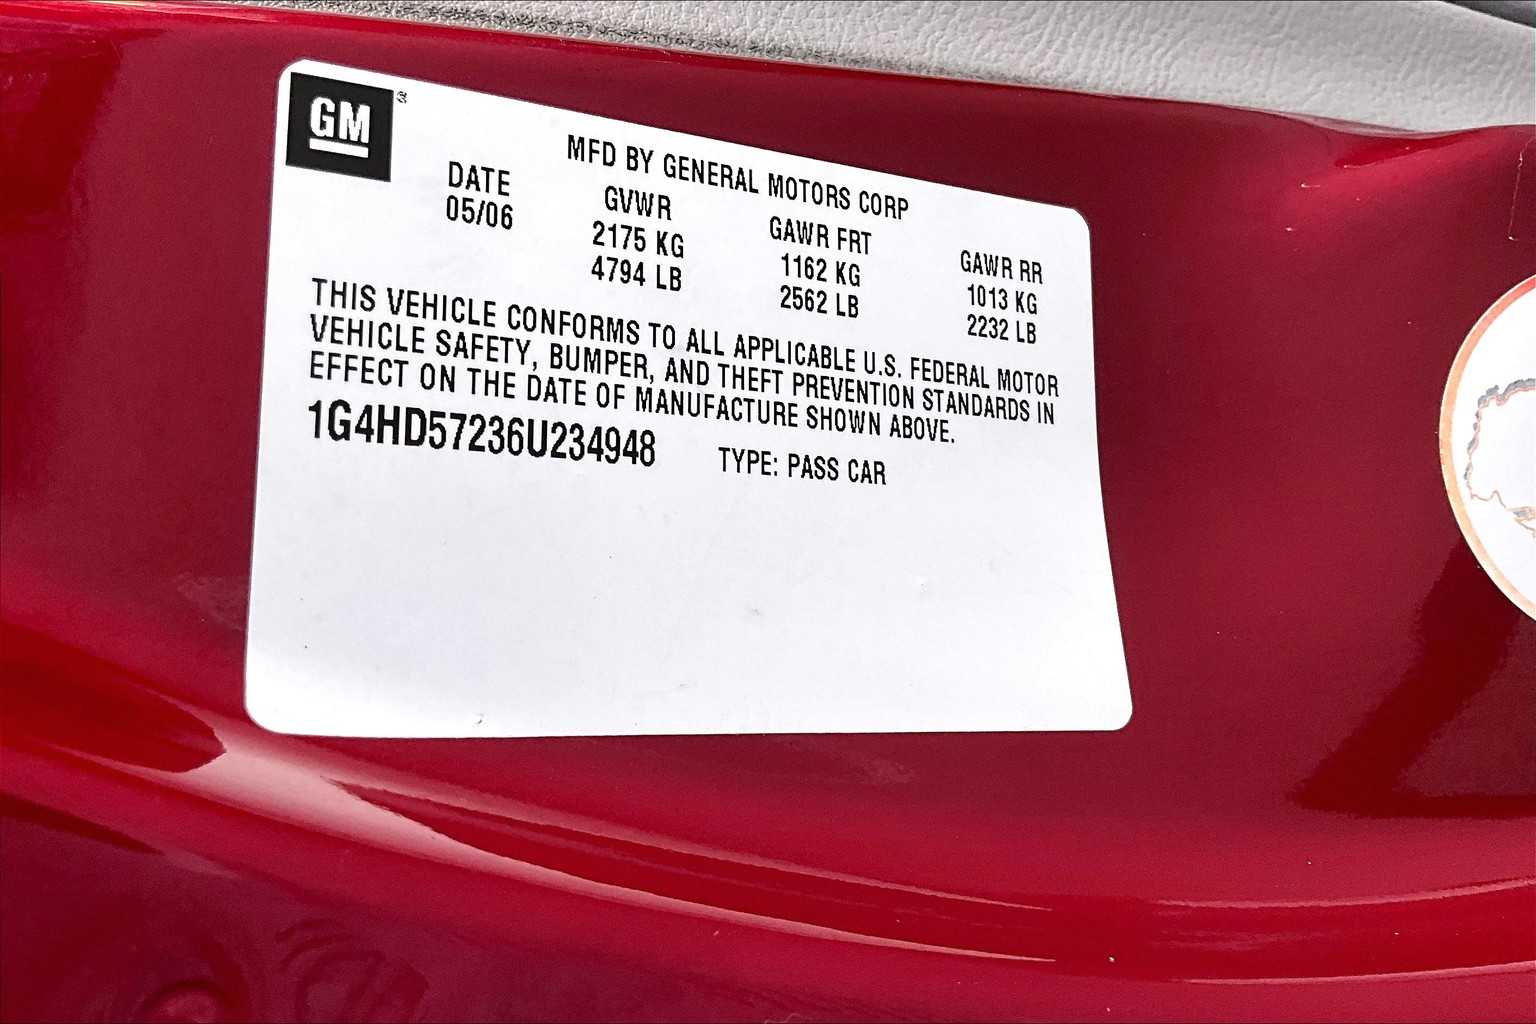 GM
MFD BY GENERAL MOTORS CORP
DATE GVWR GAWR FRT GAWR RR
05/06 2175 KG 1162 KG 1013 KG
4794 LB 2562 LB 2232 LB
THIS VEHICLE CONFORMS TO ALL APPLICABLE U.S. FEDERAL MOTOR
VEHICLE SAFETY, BUMPER, AND THEFT PREVENTION STANDARDS IN
EFFECT ON THE DATE OF MANUFACTURE SHOWN ABOVE.
1G4HD57236U234948 TYPE: PASS CAR